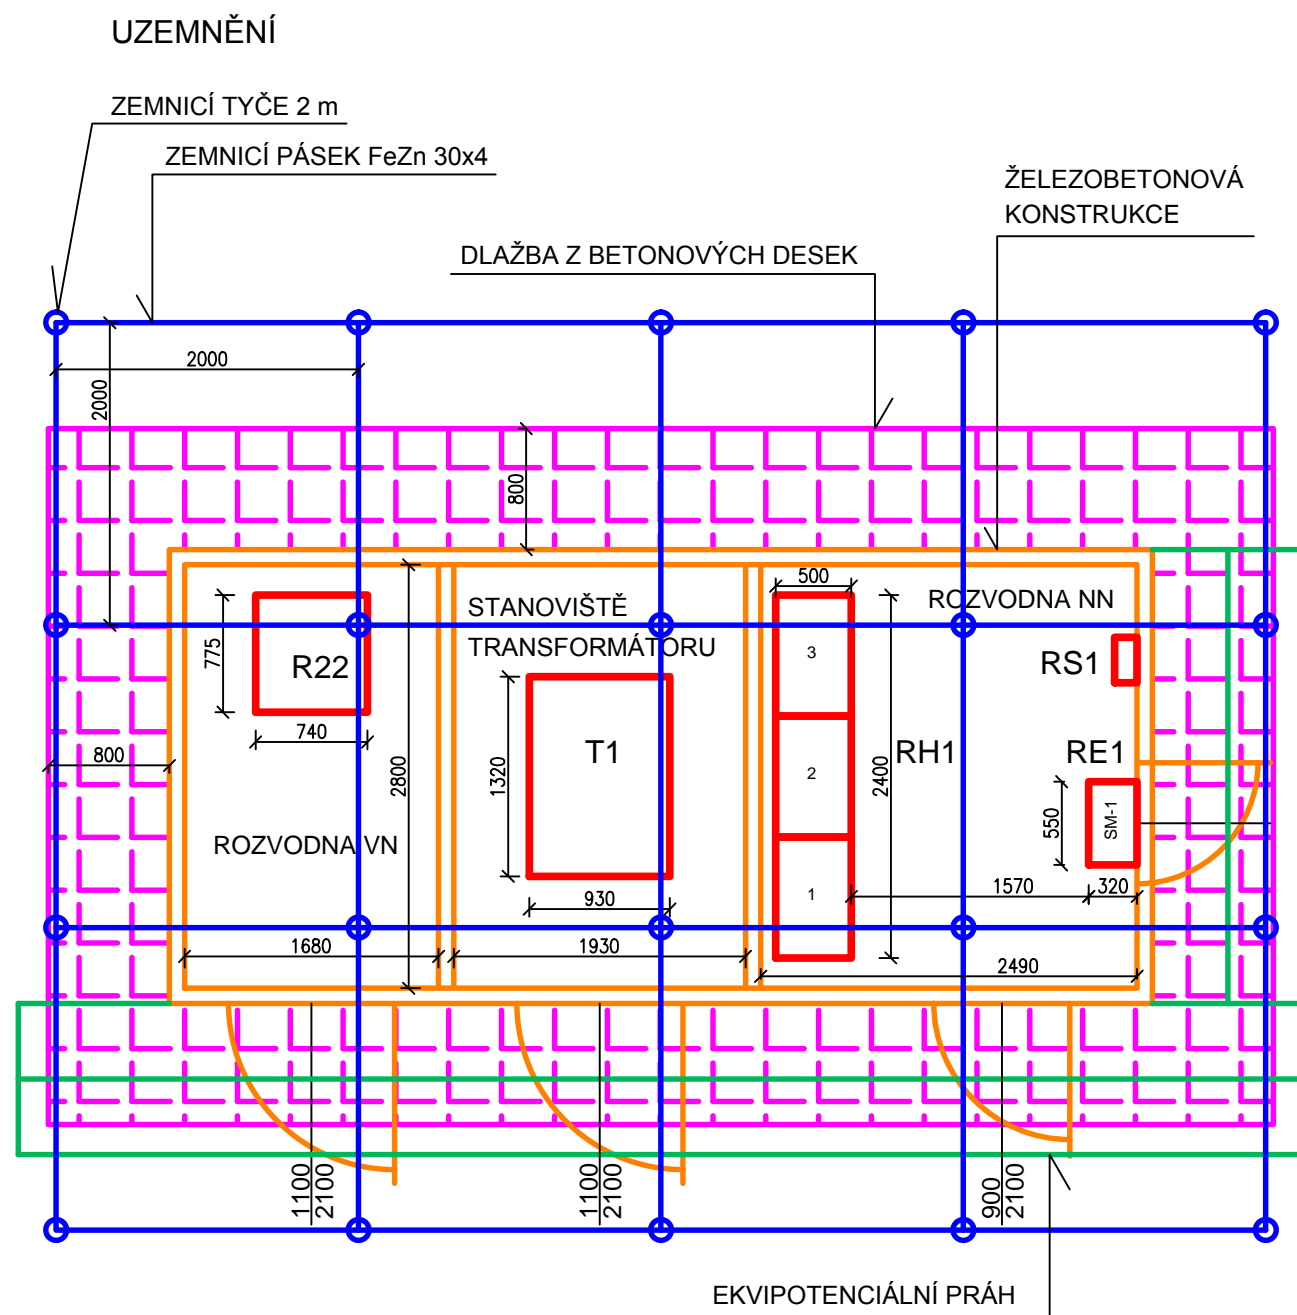 UZEMNĚNÍ
ZEMNICÍ TYČE 2 m
ZEMNICÍ PÁSEK FeZn 30x4
ŽELEZOBETONOVÁ
KONSTRUKCE
DLAŽBA Z BETONOVÝCH DESEK
2000
2000
800
500
STANOVIŠTĚ
TRANSFORMÁTORU
ROZVODNA NN
775
R22
3
RS1
740
800
2800
1320
T1
2
2400
RH1
RE1
550
SM-1
ROZVODNA VN
930
1
1570
320
1680
1930
2490
1100
2100
1100
2100
900
2100
EKVIPOTENCIÁLNÍ PRÁH